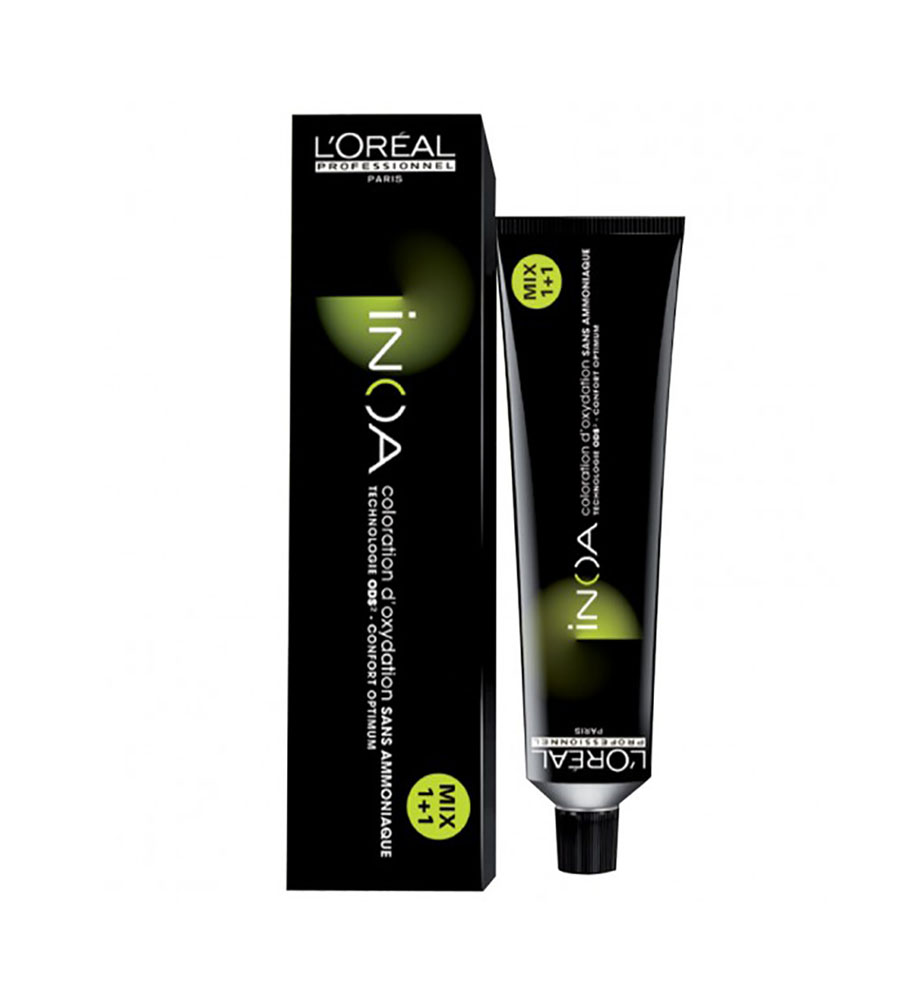 L'ORÉAL
PROFESSIONNEL
PARIS
iNOA
coloration d'oxydation SANS AMMONIAQUE
TECHNOLOGIE ODS² · CONFORT OPTIMUM
MIX
1+1
MIX
1+1
iNOA
coloration d'oxydation SANS AMMONIAQUE
TECHNOLOGIE ODS² · CONFORT OPTIMUM
L'ORÉAL
PROFESSIONNEL
PARIS